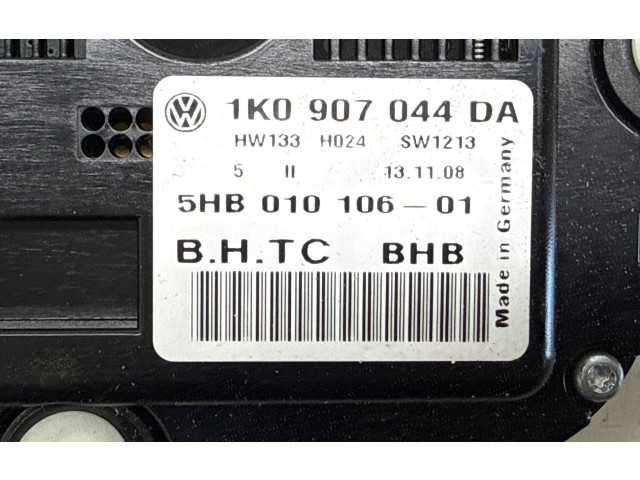 1K0 907 044 DA
HW133 H024 SW1213
5 II 13.11.08
5HB 010 106-01
B.H.TC BHB
Made in Germany